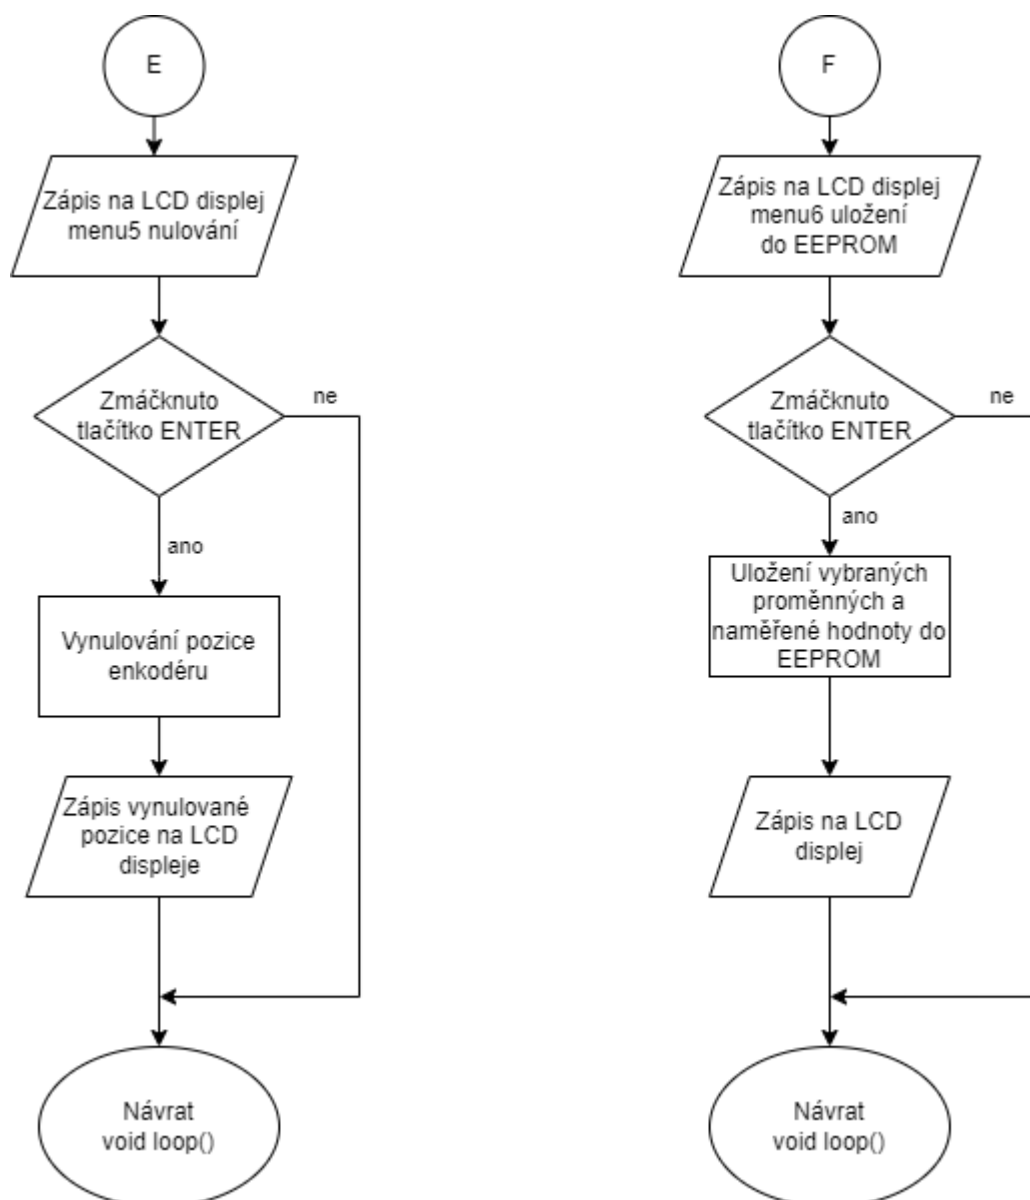 E
Zápis na LCD displej
menu5 nulování
Zmáčknuto
tlačítko ENTER
ne
ano
Vynulování pozice
enkodéru
Zápis vynulované
pozice na LCD
displeje
Návrat
void loop()
F
Zápis na LCD displej
menu6 uložení
do EEPROM
Zmáčknuto
tlačítko ENTER
ne
ano
Uložení vybraných
proměnných a
naměřené hodnoty do
EEPROM
Zápis na LCD
displej
Návrat
void loop()